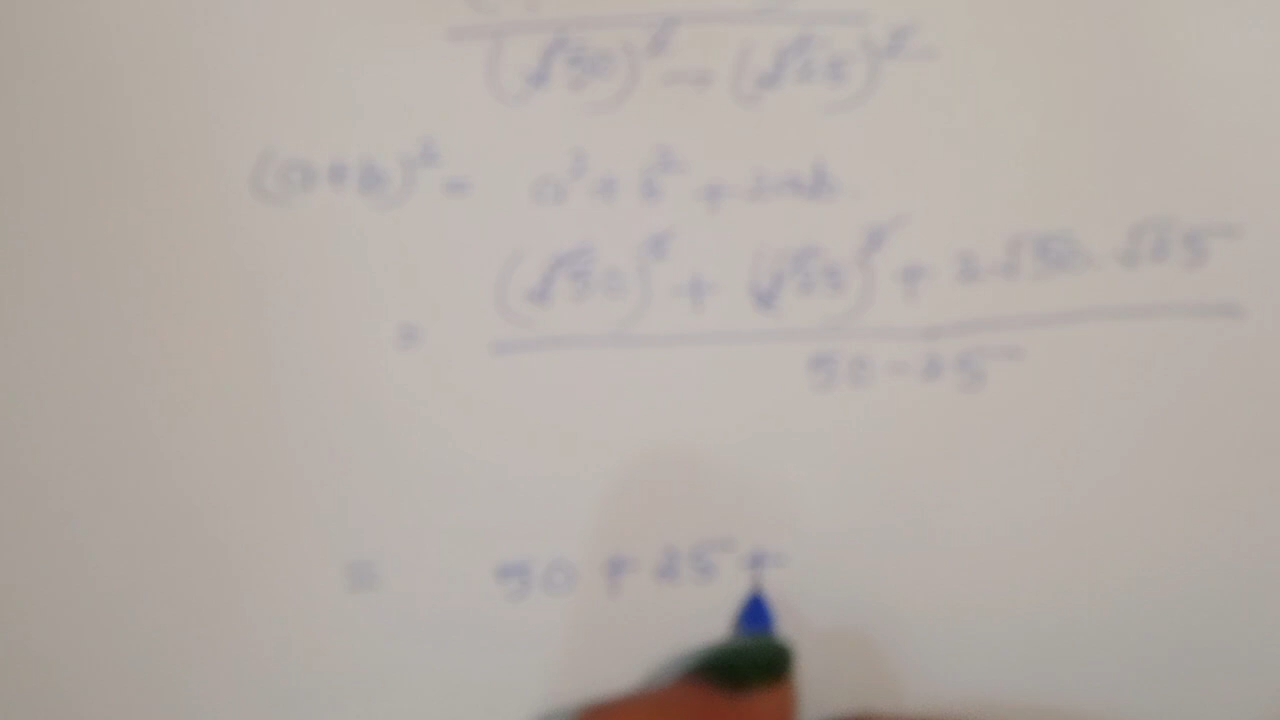 (√50)² - (√25)²
(a+b)² = a² + b² + 2ab
(√50)² + (√25)² + 2.√50.√25
=
50-25
= 50 + 25 +